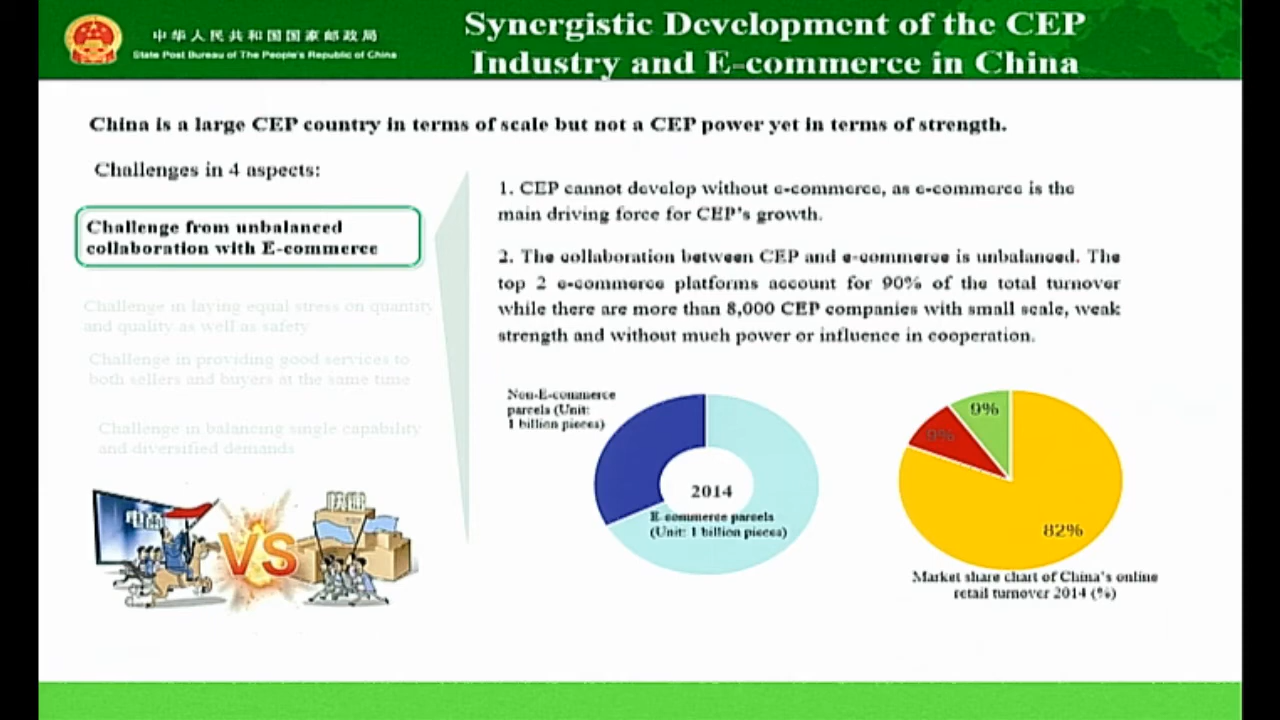 中华人民共和国国家邮政局
State Post Bureau of The People's Republic of China
Synergistic Development of the CEP
Industry and E-commerce in China
China is a large CEP country in terms of scale but not a CEP power yet in terms of strength.
Challenges in 4 aspects:
Challenge from unbalanced
collaboration with E-commerce
Challenge in laying equal stress on quantity
and quality as well as safety
Challenge in providing good services to
both sellers and buyers at the same time
Challenge in balancing single capability
and diversified demands
电商
VS
快递
1. CEP cannot develop without e-commerce, as e-commerce is the
main driving force for CEP's growth.
2. The collaboration between CEP and e-commerce is unbalanced. The
top 2 e-commerce platforms account for 90% of the total turnover
while there are more than 8,000 CEP companies with small scale, weak
strength and without much power or influence in cooperation.
Non-E-commerce
parcels (Unit:
1 billion pieces)
2014
E-commerce parcels
(Unit: 1 billion pieces)
9%
9%
82%
Market share chart of China's online
retail turnover 2014 (%)